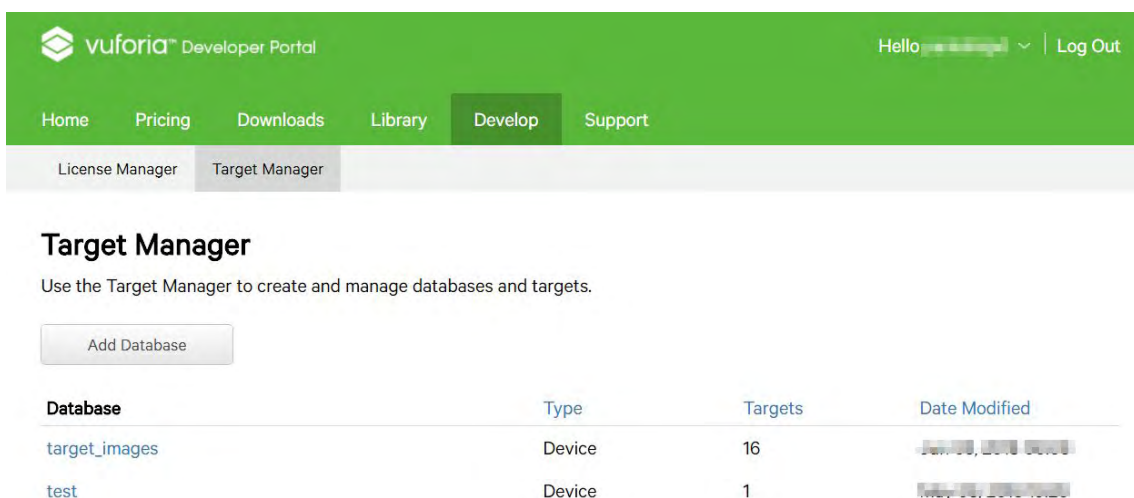 vuforia™ Developer Portal
Hello
Log Out
Home Pricing Downloads Library Develop Support
License Manager Target Manager
Target Manager
Use the Target Manager to create and manage databases and targets.
Add Database
Database Type Targets Date Modified
target_images Device 16
test Device 1